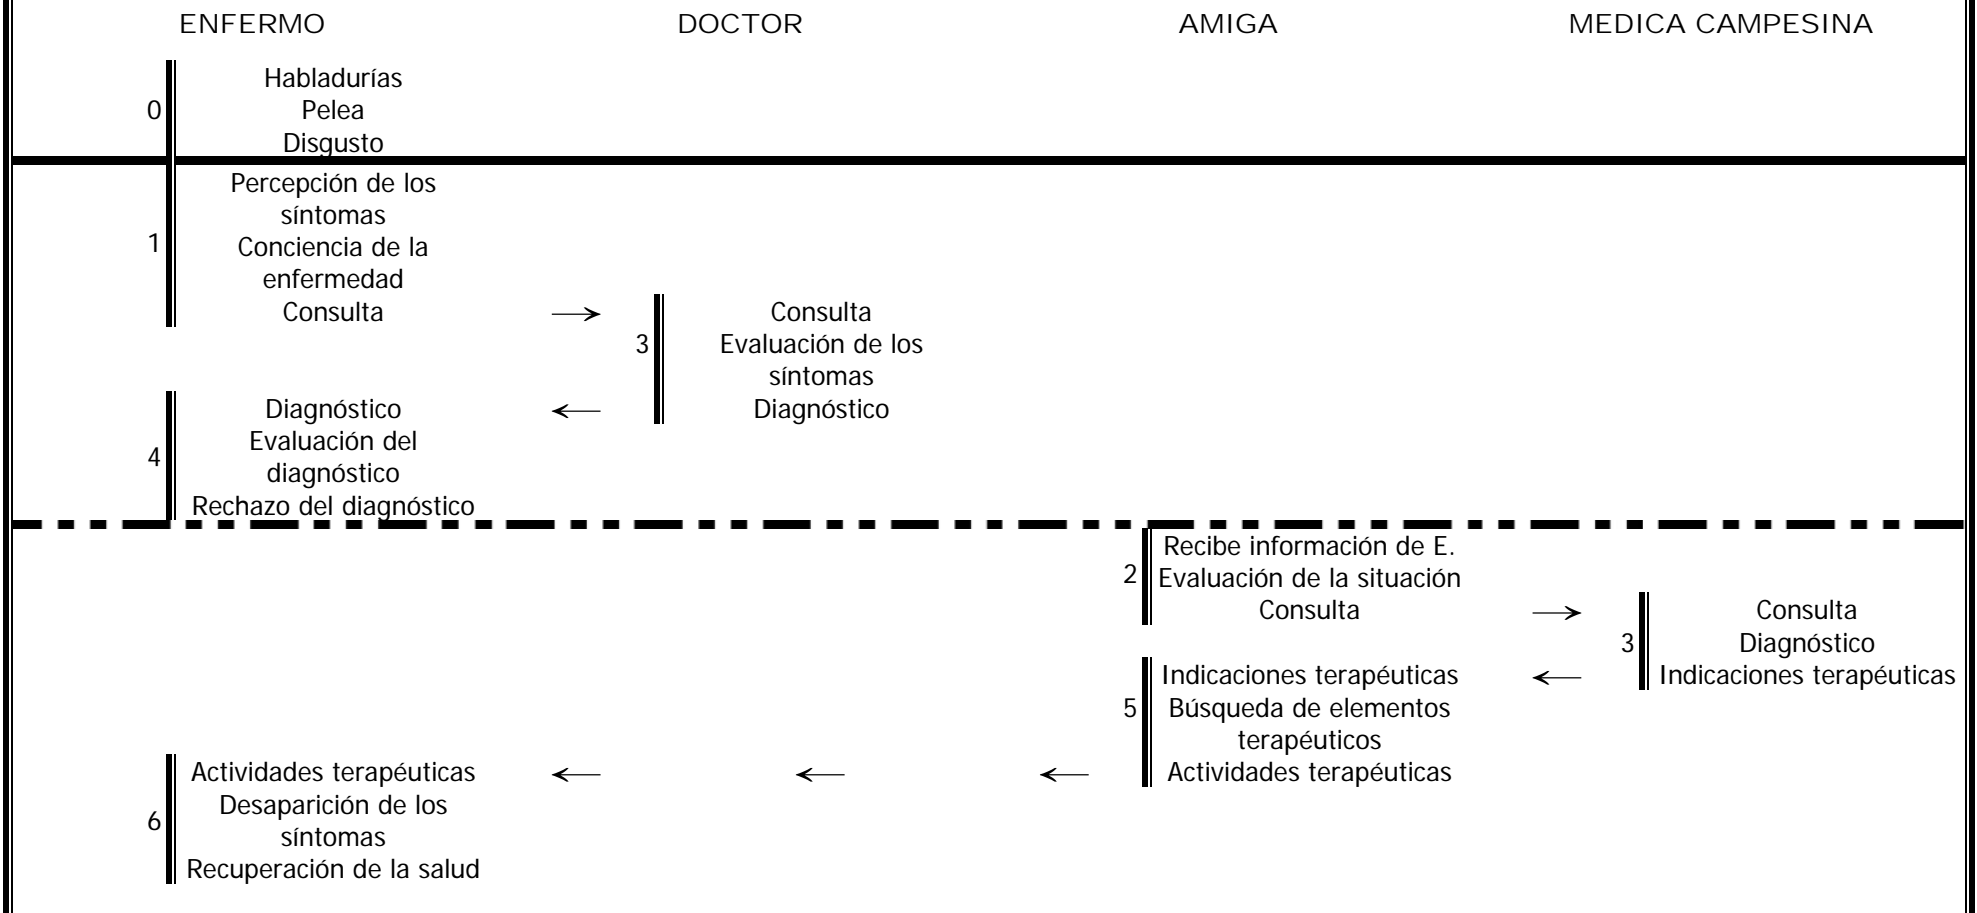 ENFERMO DOCTOR AMIGA MEDICA CAMPESINA
Habladurías
0 Pelea
Disgusto
Percepción de los
síntomas
1 Conciencia de la
enfermedad
Consulta → Consulta
3 Evaluación de los
síntomas
Diagnóstico ← Diagnóstico
Evaluación del
4 diagnóstico
Rechazo del diagnóstico
Recibe información de E.
2 Evaluación de la situación
Consulta → Consulta
3 Diagnóstico
Indicaciones terapéuticas ← Indicaciones terapéuticas
5 Búsqueda de elementos
terapéuticos
Actividades terapéuticas ← ← ← Actividades terapéuticas
Desaparición de los
6 síntomas
Recuperación de la salud